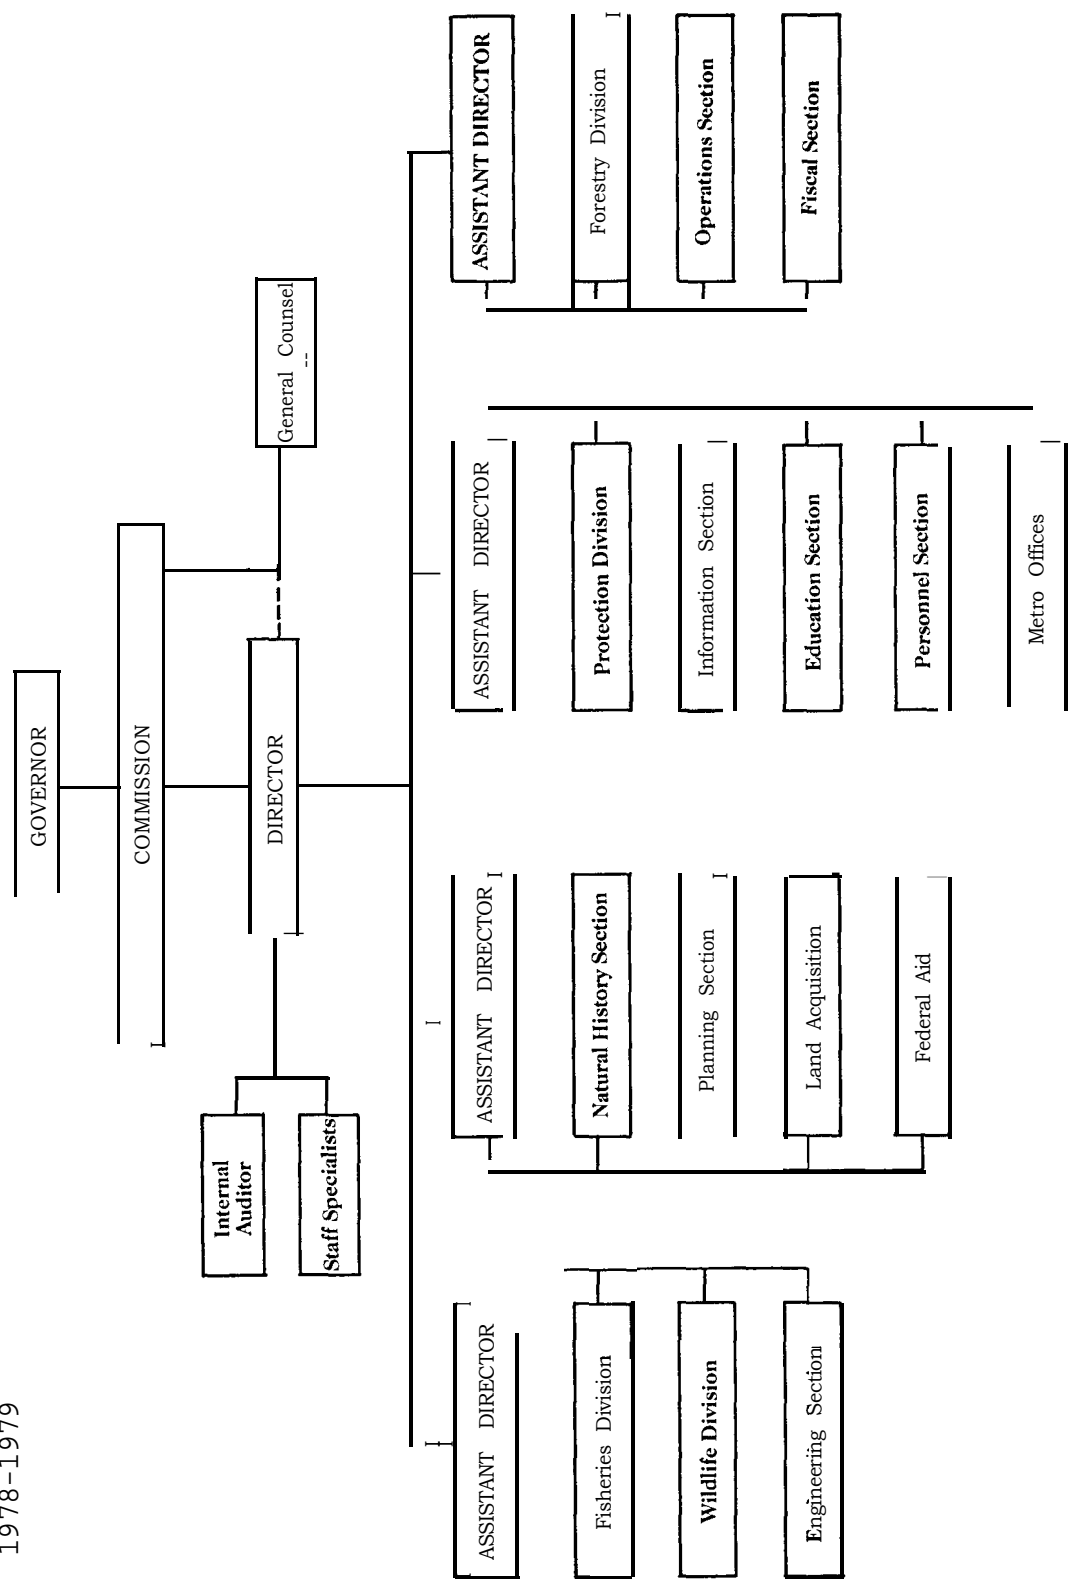 1978-1979
GOVERNOR
COMMISSION
General Counsel
--
DIRECTOR
Internal
Auditor
Staff Specialists
ASSISTANT DIRECTOR
Fisheries Division
Wildlife Division
Engineering Section
ASSISTANT DIRECTOR
Natural History Section
Planning Section
Land Acquisition
Federal Aid
ASSISTANT DIRECTOR
Protection Division
Information Section
Education Section
Personnel Section
Metro Offices
ASSISTANT DIRECTOR
Forestry Division
Operations Section
Fiscal Section